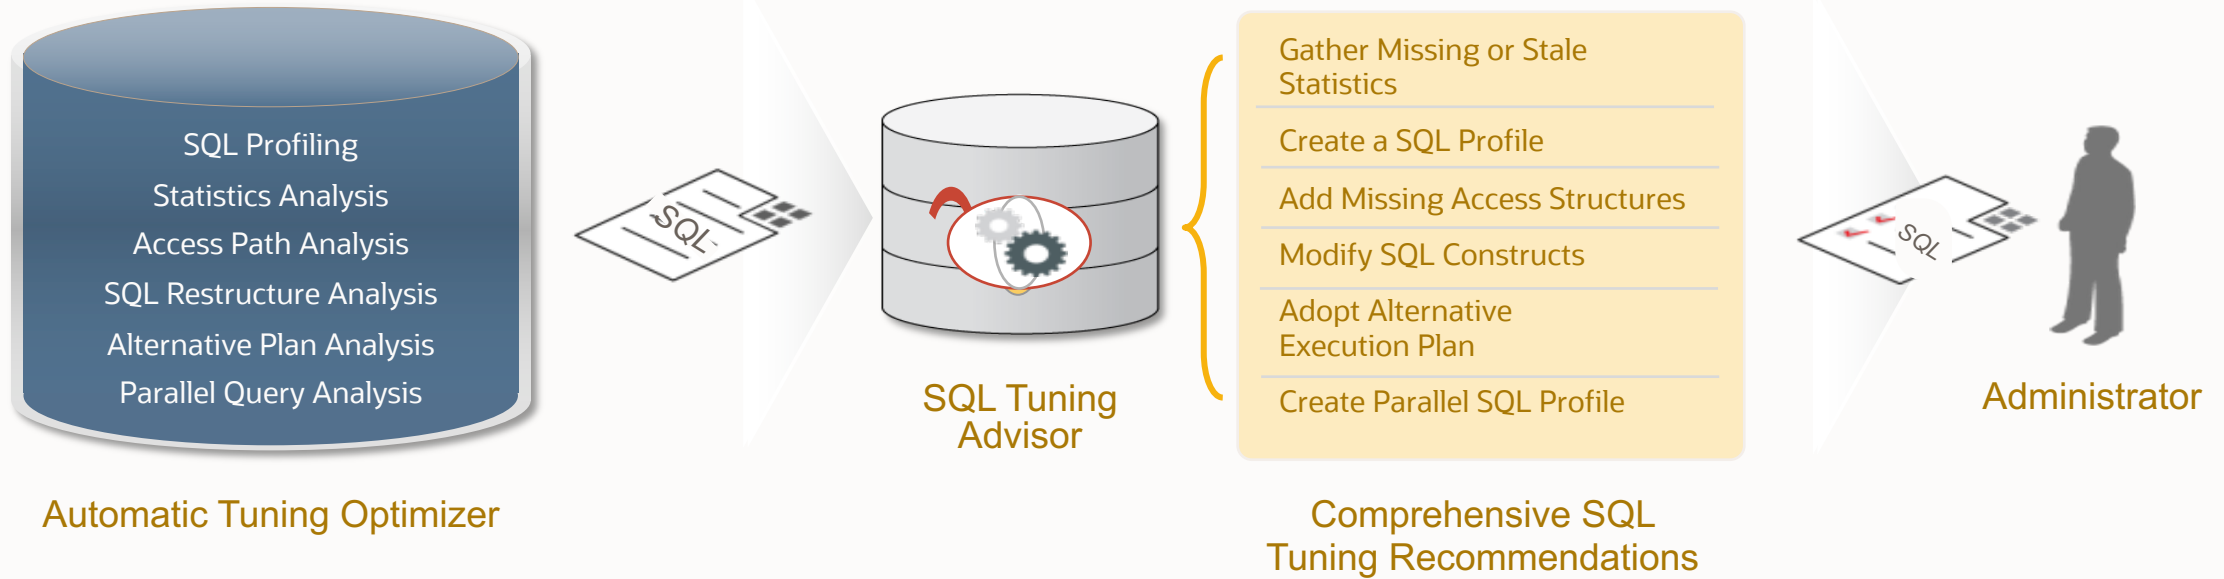 SQL Profiling
Statistics Analysis
Access Path Analysis
SQL Restructure Analysis
Alternative Plan Analysis
Parallel Query Analysis
Automatic Tuning Optimizer
SQL
SQL Tuning
Advisor
Gather Missing or Stale
Statistics
Create a SQL Profile
Add Missing Access Structures
Modify SQL Constructs
Adopt Alternative
Execution Plan
Create Parallel SQL Profile
Comprehensive SQL
Tuning Recommendations
SQL
Administrator